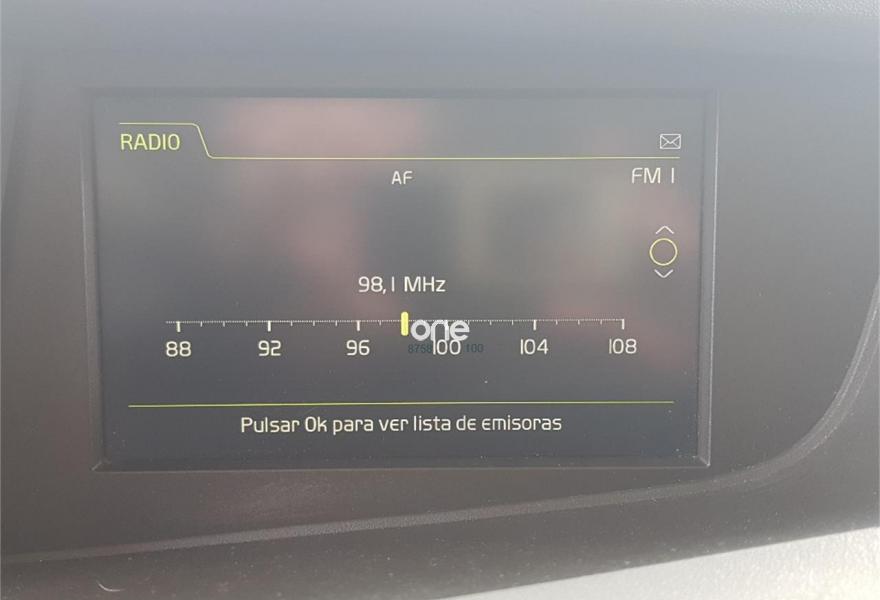 RADIO
AF
FM 1
98,1 MHz
one
88 92 96 100 104 108
Pulsar Ok para ver lista de emisoras